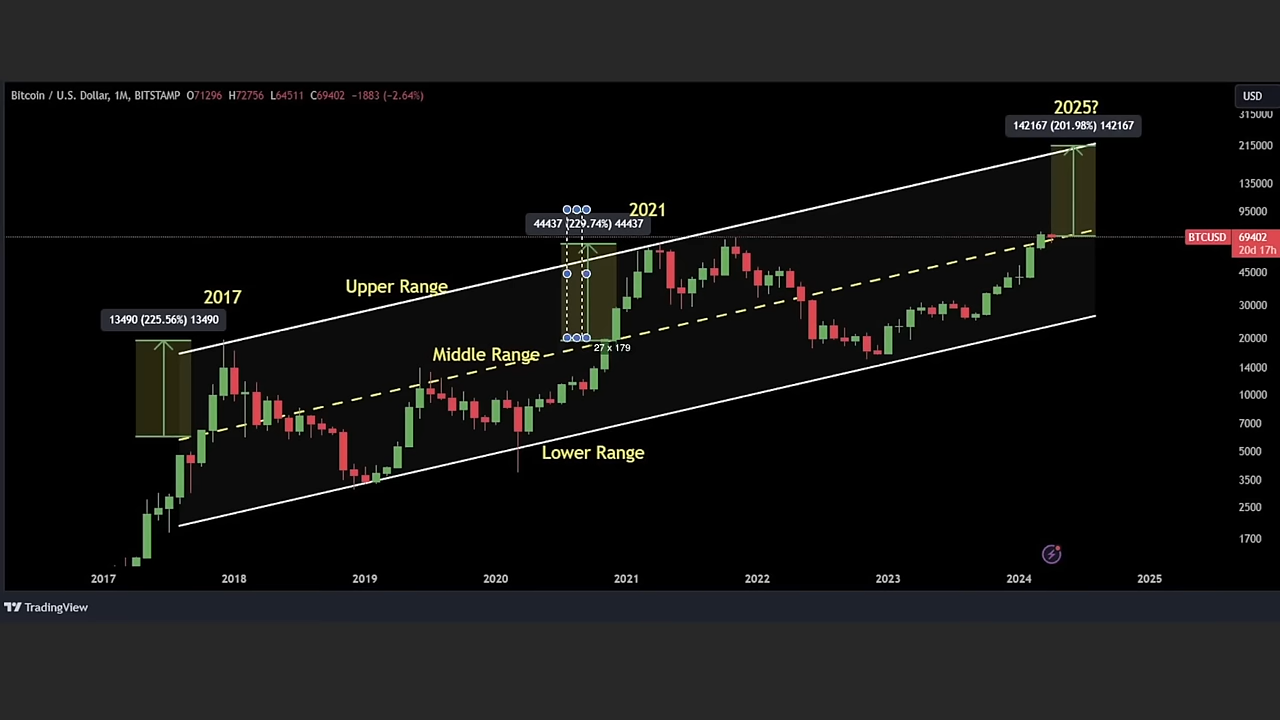 Bitcoin / U.S. Dollar, 1M, BITSTAMP O71296 H72756 L64511 C69402 −1883 (−2.64%)
USD
2025?
142167 (201.98%) 142167
315000
215000
135000
95000
2021
44437 (229.74%) 44437
BTCUSD 69402
20d 17h
45000
Upper Range
2017
13490 (225.56%) 13490
30000
20000
27 x 179
Middle Range
14000
10000
7000
Lower Range
5000
3500
2500
1700
2017 2018 2019 2020 2021 2022 2023 2024 2025
TradingView